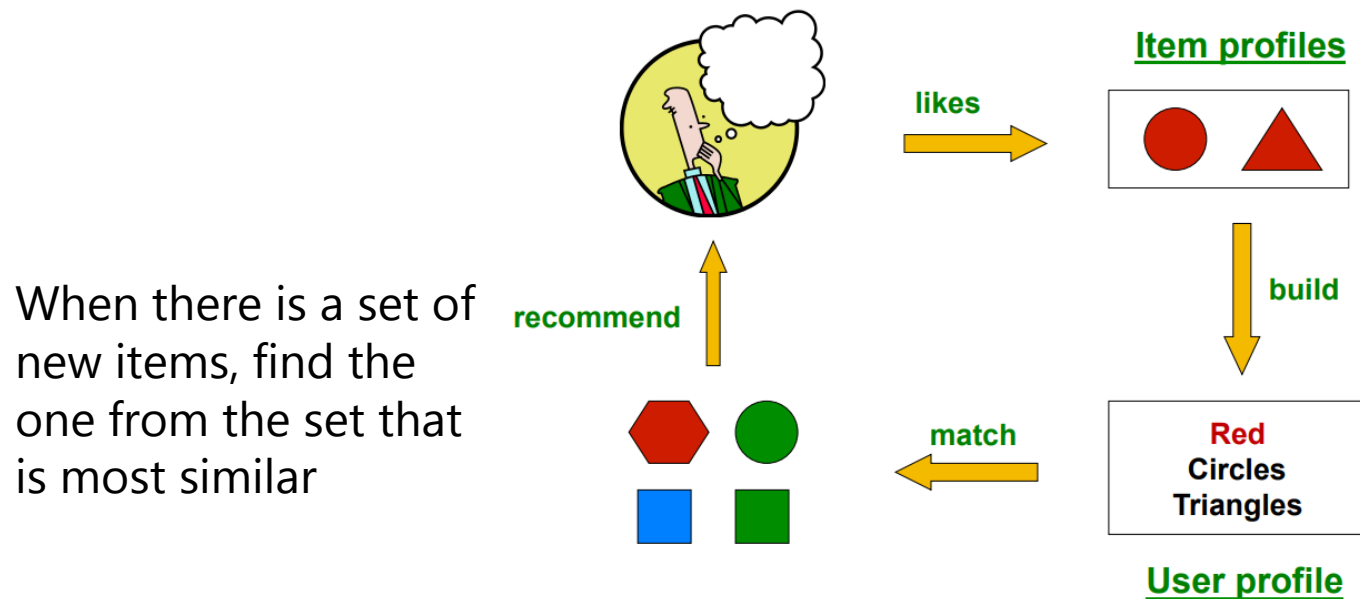 Item profiles
likes
build
When there is a set of
new items, find the
one from the set that
is most similar
recommend
match
Red
Circles
Triangles
User profile